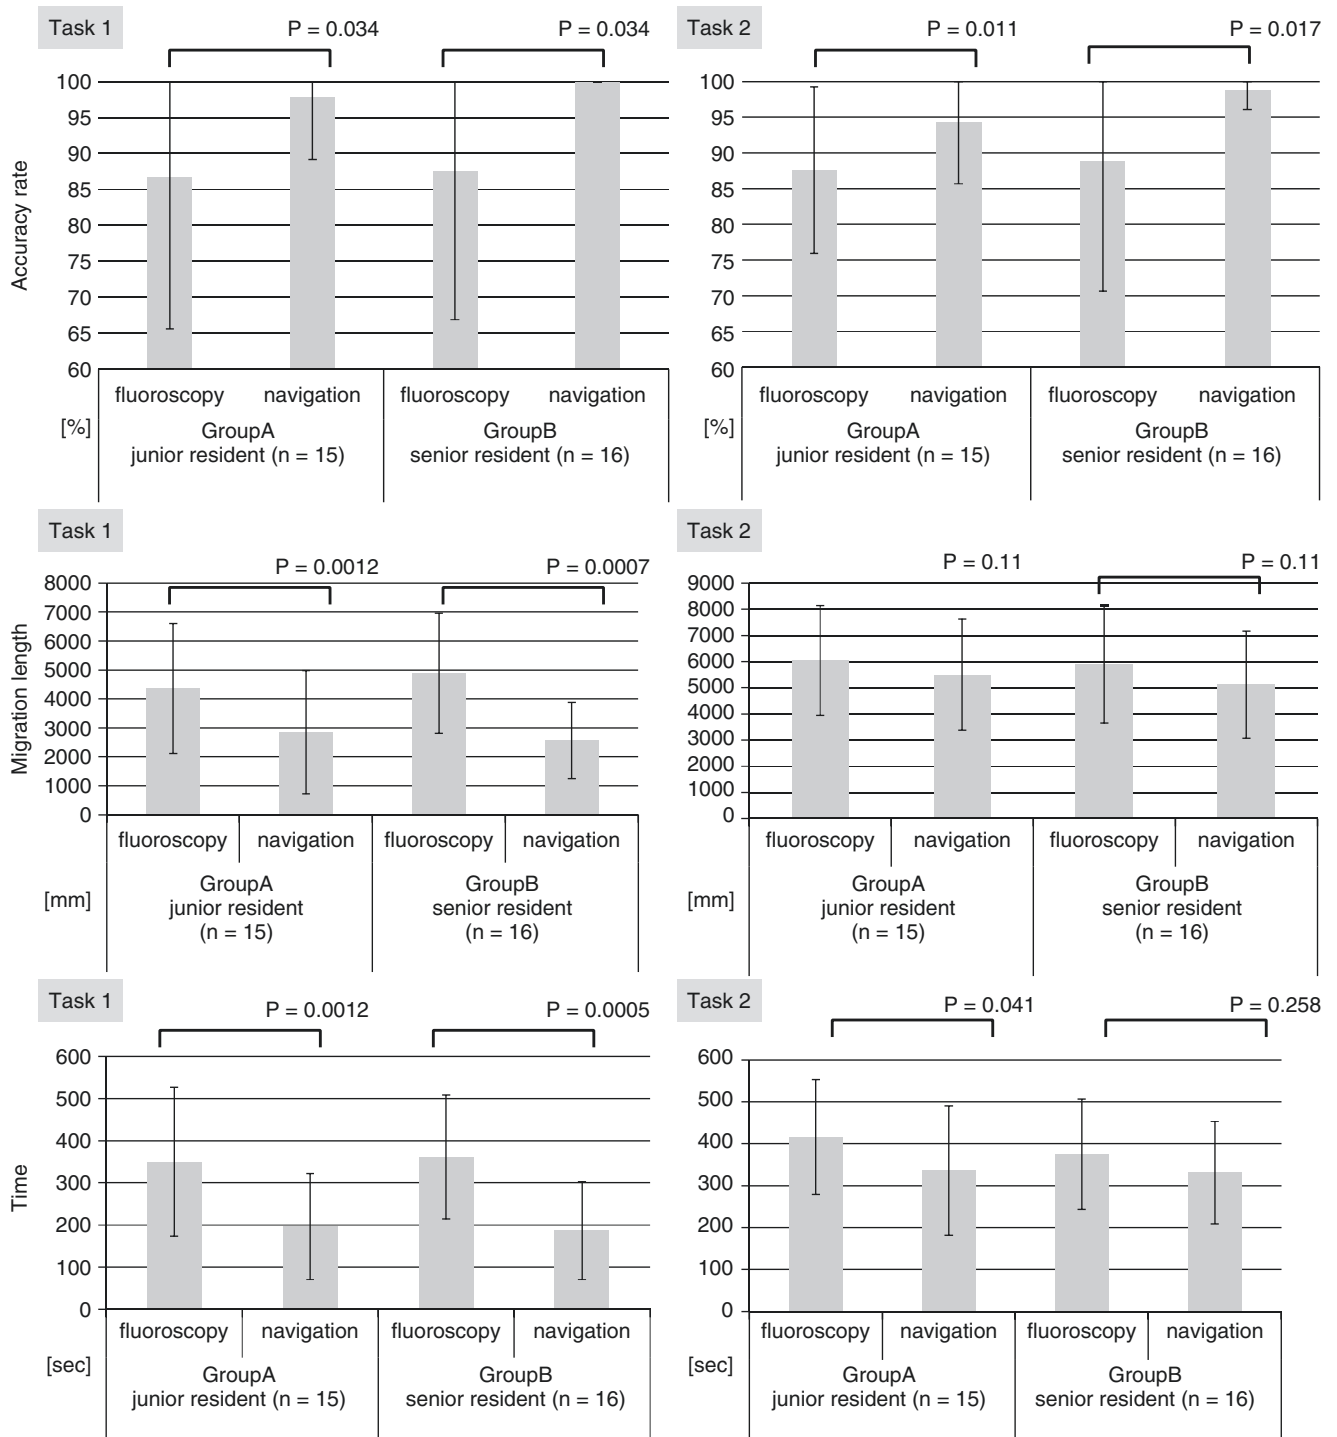 Task 1
P = 0.034
P = 0.034
Accuracy rate
100
95
90
85
80
75
70
65
60
fluoroscopy navigation fluoroscopy navigation
[%]
GroupA
junior resident (n = 15)
GroupB
senior resident (n = 16)
Task 2
P = 0.011
P = 0.017
100
95
90
85
80
75
70
65
60
fluoroscopy navigation fluoroscopy navigation
[%]
GroupA
junior resident (n = 15)
GroupB
senior resident (n = 16)
Task 1
P = 0.0012
P = 0.0007
Migration length
8000
7000
6000
5000
4000
3000
2000
1000
0
fluoroscopy navigation fluoroscopy navigation
[mm]
GroupA
junior resident
(n = 15)
GroupB
senior resident
(n = 16)
Task 2
P = 0.11
P = 0.11
9000
8000
7000
6000
5000
4000
3000
2000
1000
0
fluoroscopy navigation fluoroscopy navigation
[mm]
GroupA
junior resident
(n = 15)
GroupB
senior resident
(n = 16)
Task 1
P = 0.0012
P = 0.0005
Time
600
500
400
300
200
100
0
fluoroscopy navigation fluoroscopy navigation
[sec]
GroupA
junior resident (n = 15)
GroupB
senior resident (n = 16)
Task 2
P = 0.041
P = 0.258
600
500
400
300
200
100
0
fluoroscopy navigation fluoroscopy navigation
[sec]
GroupA
junior resident (n = 15)
GroupB
senior resident (n = 16)